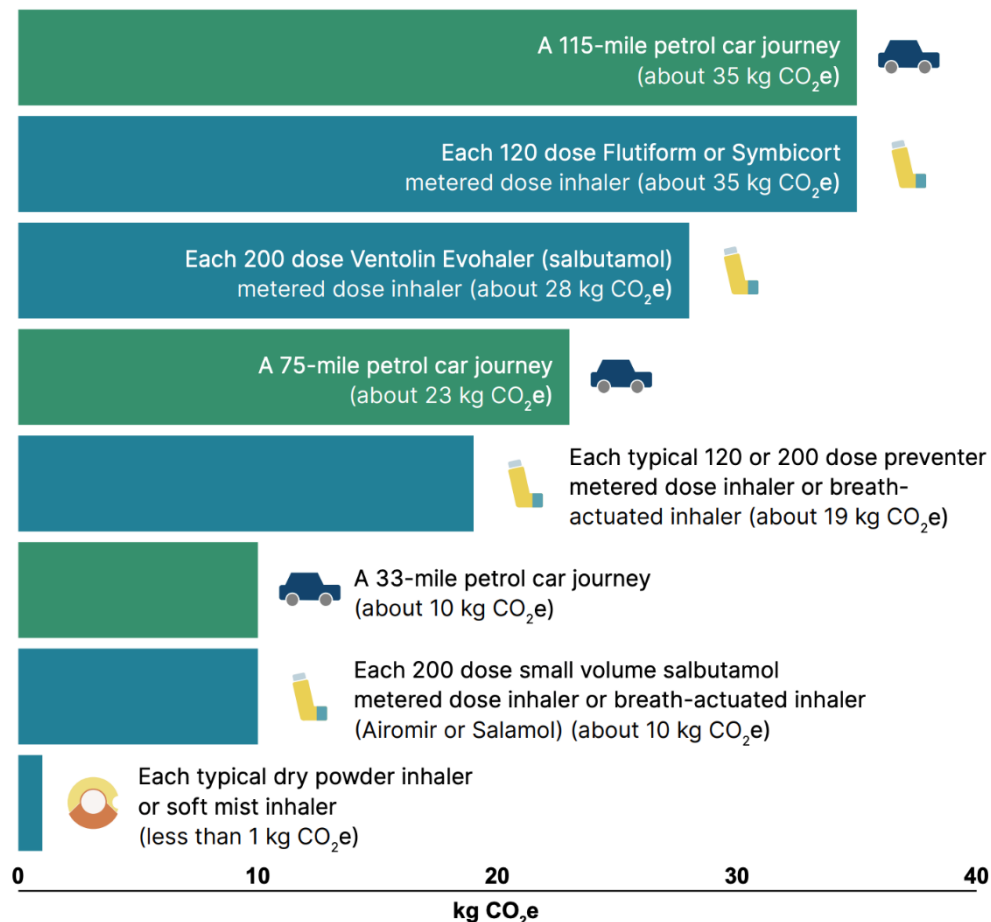 A 115-mile petrol car journey
(about 35 kg CO₂e)
Each 120 dose Flutiform or Symbicort
metered dose inhaler (about 35 kg CO₂e)
Each 200 dose Ventolin Evohaler (salbutamol)
metered dose inhaler (about 28 kg CO₂e)
A 75-mile petrol car journey
(about 23 kg CO₂e)
Each typical 120 or 200 dose preventer
metered dose inhaler or breath-
actuated inhaler (about 19 kg CO₂e)
A 33-mile petrol car journey
(about 10 kg CO₂e)
Each 200 dose small volume salbutamol
metered dose inhaler or breath-actuated inhaler
(Airomir or Salamol) (about 10 kg CO₂e)
Each typical dry powder inhaler
or soft mist inhaler
(less than 1 kg CO₂e)
0 10 20 30 40
kg CO₂e